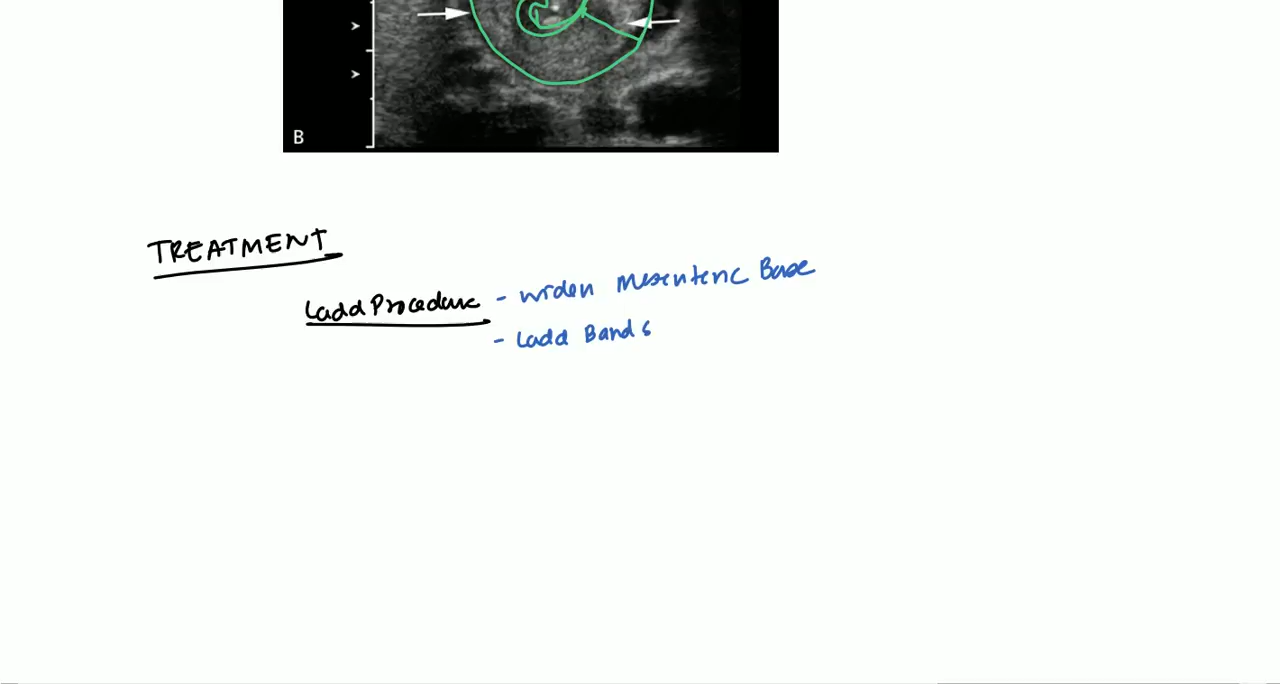 B
TREATMENT
Ladd Procedure - widen Mesenteric Base
- Ladd Bands